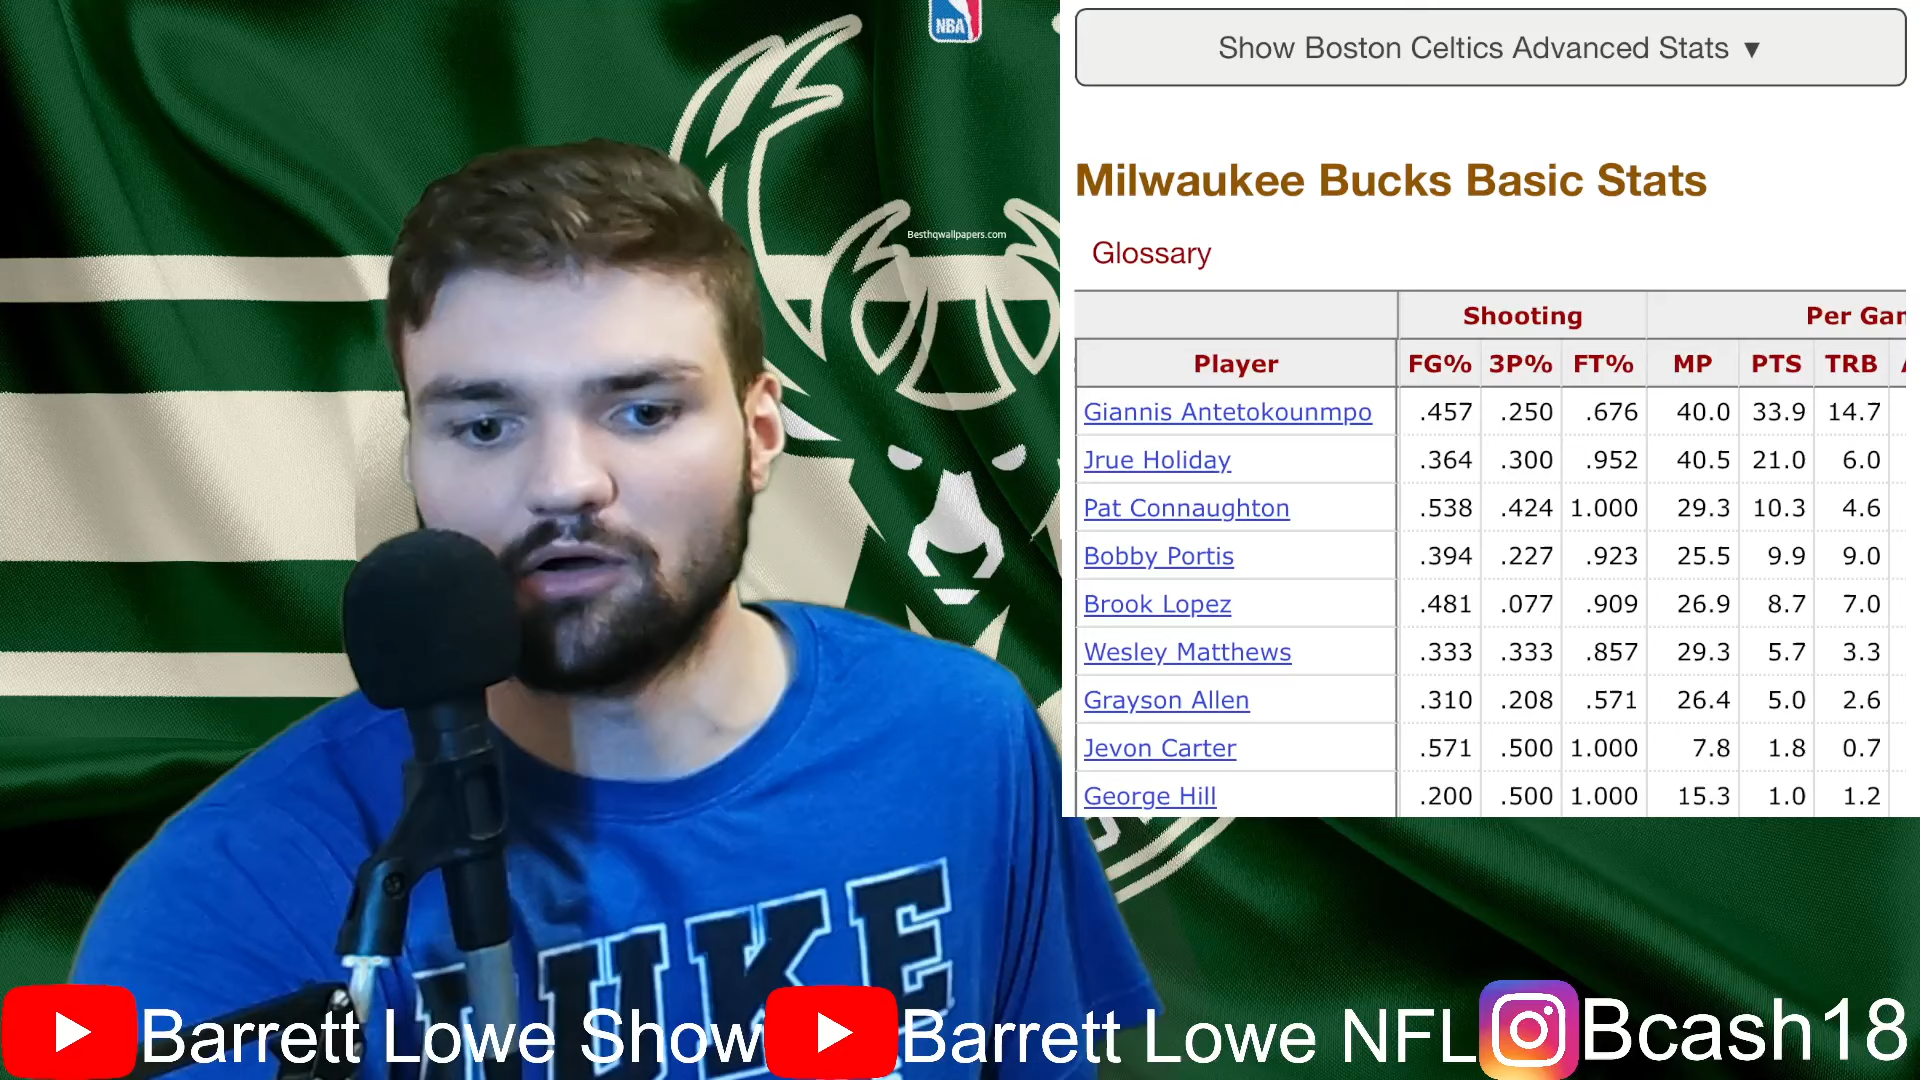 NBA
Besthqwallpapers.com
Show Boston Celtics Advanced Stats ▼
Milwaukee Bucks Basic Stats
Glossary
Shooting Per Gam
Player FG% 3P% FT% MP PTS TRB
Giannis Antetokounmpo .457 .250 .676 40.0 33.9 14.7
Jrue Holiday .364 .300 .952 40.5 21.0 6.0
Pat Connaughton .538 .424 1.000 29.3 10.3 4.6
Bobby Portis .394 .227 .923 25.5 9.9 9.0
Brook Lopez .481 .077 .909 26.9 8.7 7.0
Wesley Matthews .333 .333 .857 29.3 5.7 3.3
Grayson Allen .310 .208 .571 26.4 5.0 2.6
Jevon Carter .571 .500 1.000 7.8 1.8 0.7
George Hill .200 .500 1.000 15.3 1.0 1.2
DUKE
Barrett Lowe Show Barrett Lowe NFL Bcash18